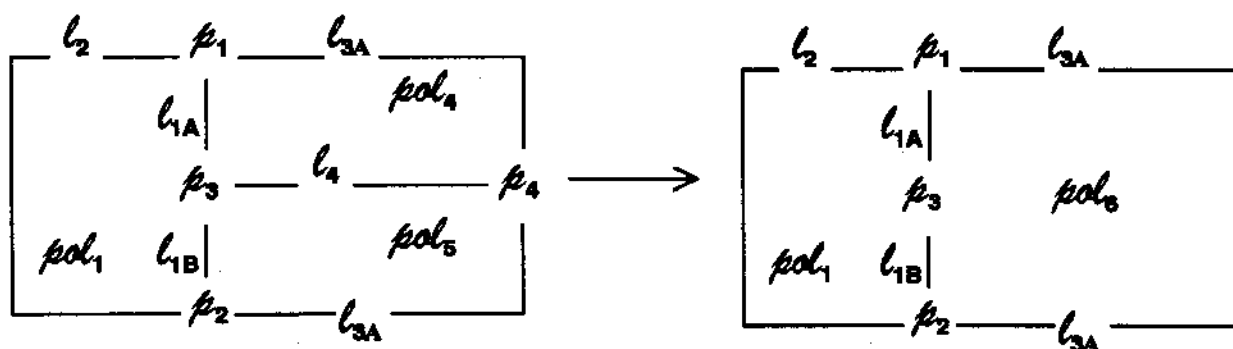 ℓ₂ p₁ ℓ₃A ℓ₂ p₁ ℓ₃A
pol₄
ℓ₁A ℓ₁A
p₃ ℓ₄ p₄ p₃ pol₆
pol₁ ℓ₁B pol₅ pol₁ ℓ₁B
p₂ ℓ₃A p₂ ℓ₃A